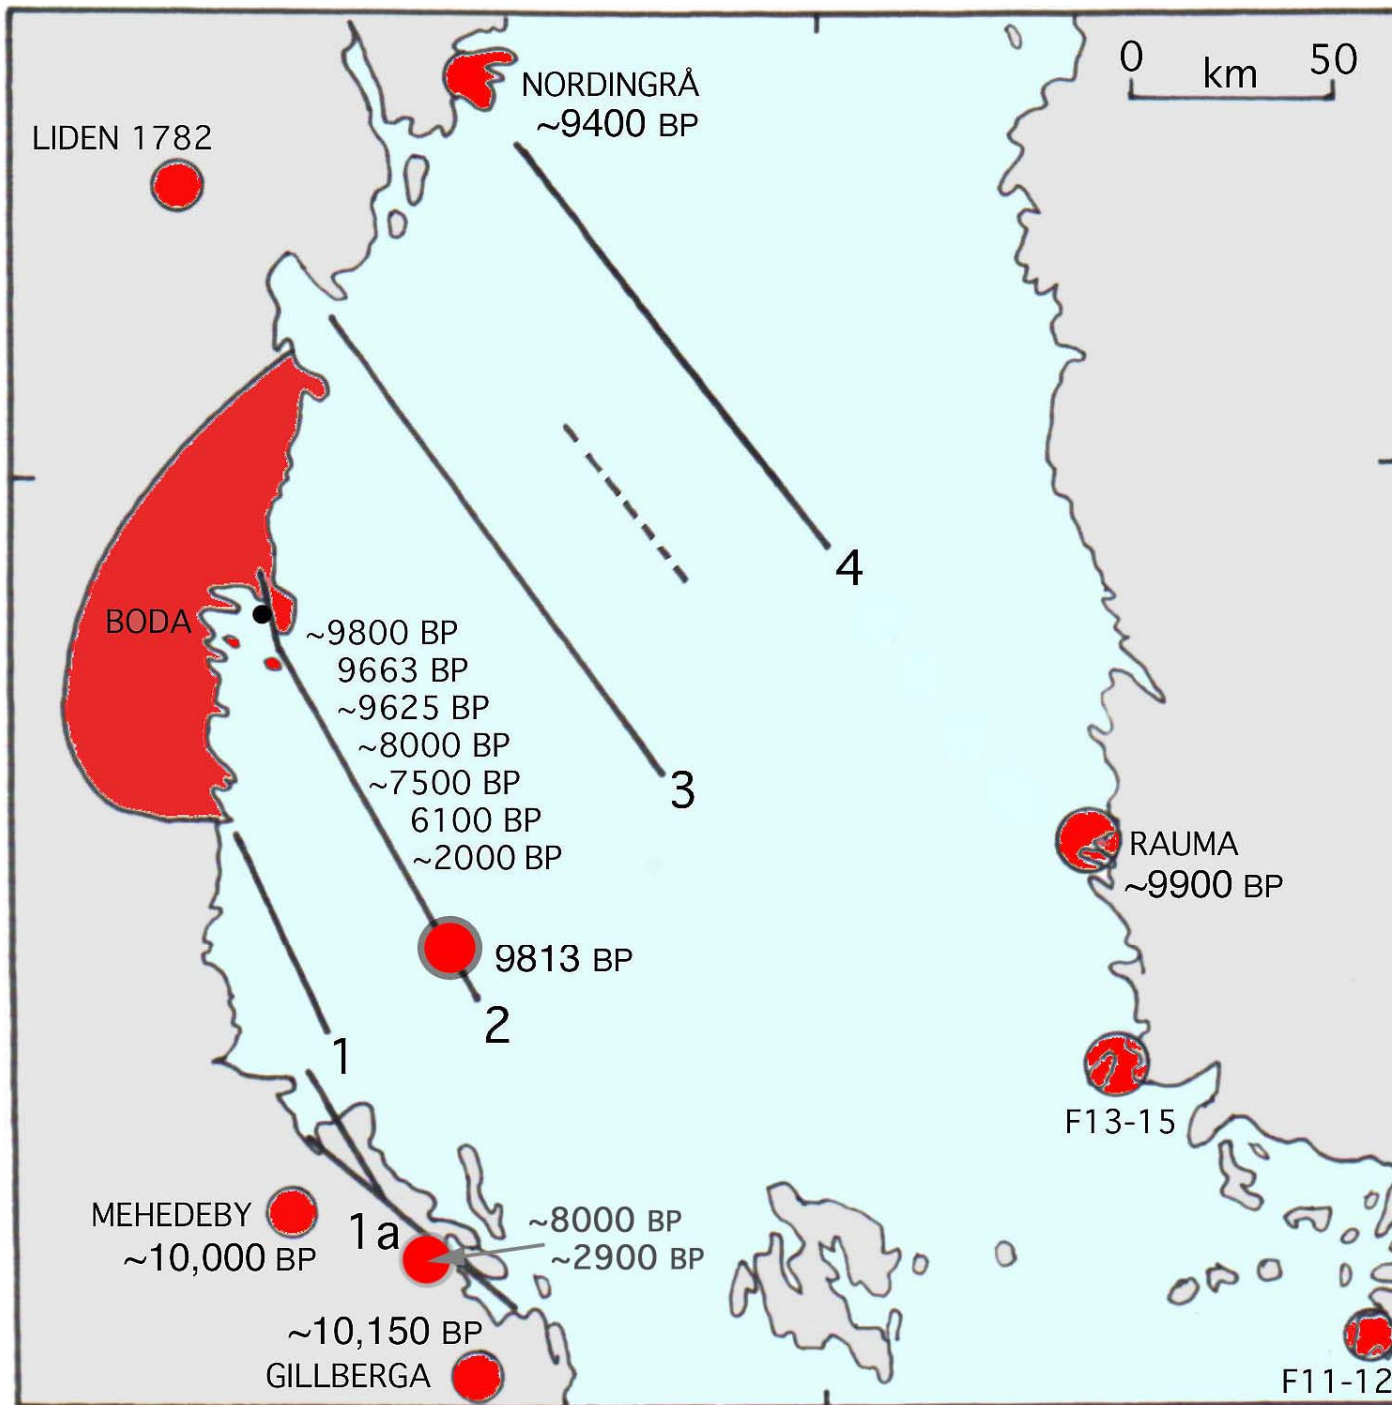 0 50
km
NORDINGRÅ
~9400 BP
LIDEN 1782
4
BODA
~9800 BP
9663 BP
~9625 BP
~8000 BP
~7500 BP
6100 BP
~2000 BP
3
RAUMA
~9900 BP
9813 BP
2
1
F13-15
MEHEDEBY
~10,000 BP
1a
~8000 BP
~2900 BP
~10,150 BP
GILLBERGA
F11-12